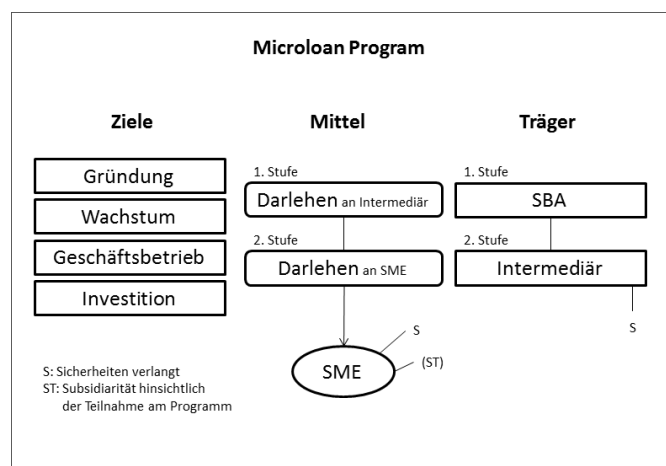 Microloan Program
Ziele
Mittel
Träger
Gründung
Wachstum
Geschäftsbetrieb
Investition
1. Stufe
Darlehen an Intermediär
2. Stufe
Darlehen an SME
SME
S
(ST)
1. Stufe
SBA
2. Stufe
Intermediär
S
S: Sicherheiten verlangt
ST: Subsidiarität hinsichtlich
der Teilnahme am Programm